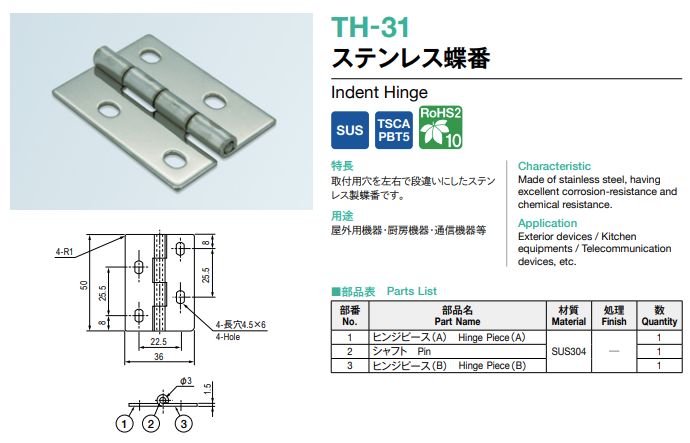 TH-31
ステンレス蝶番
Indent Hinge
SUS
TSCA
PBT5
RoHS2
10
特長
取付用穴を左右で段違いにしたステン
レス製蝶番です。
用途
屋外用機器・厨房機器・通信機器等
Characteristic
Made of stainless steel, having
excellent corrosion-resistance and
chemical resistance.
Application
Exterior devices / Kitchen
equipments / Telecommunication
devices, etc.
4-R1
50
25.5
8
8
25.5
4-長穴4.5×6
4-Hole
22.5
36
φ3
1.5
1 2 3
■部品表 Parts List
部番 部品名 材質 処理 数
No. Part Name Material Finish Quantity
1 ヒンジピース(A) Hinge Piece(A) 1
2 シャフト Pin SUS304 — 1
3 ヒンジピース(B) Hinge Piece(B) 1